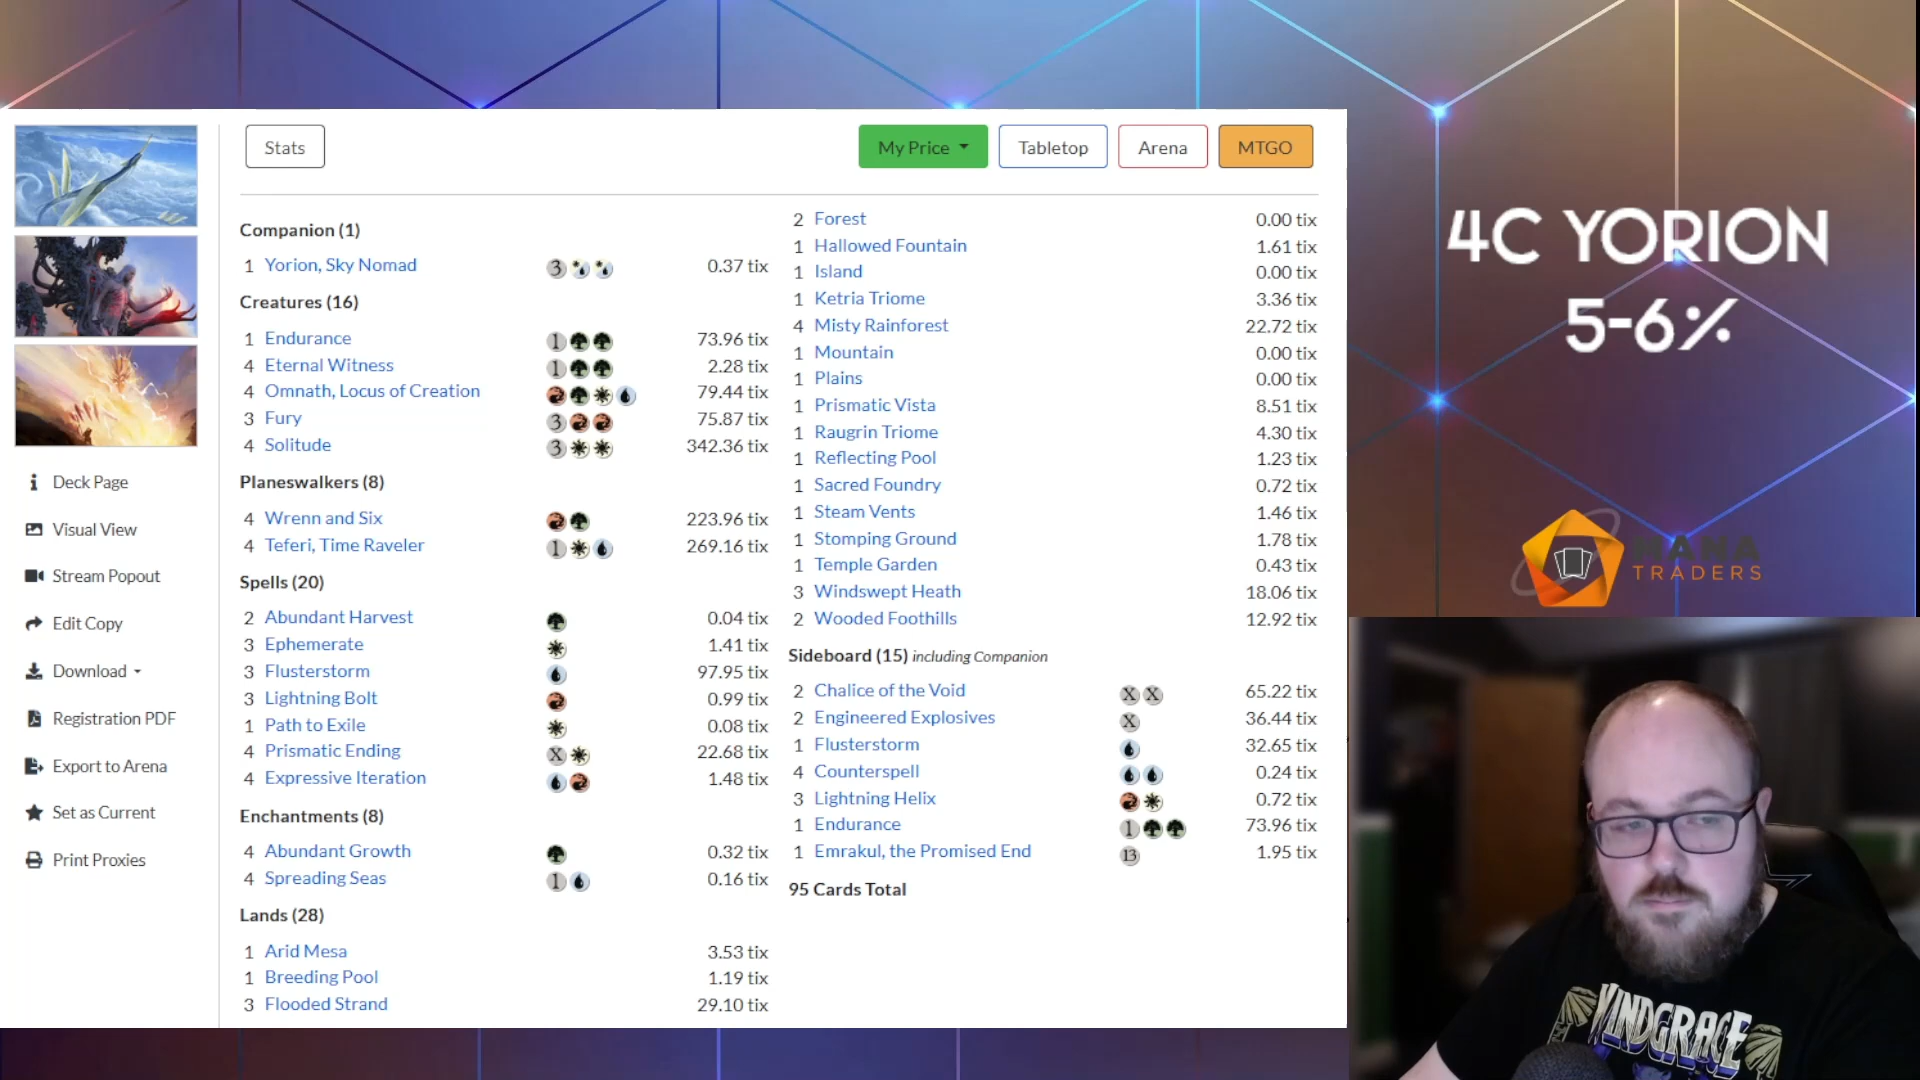 Stats
My Price
Tabletop
Arena
MTGO
Companion (1)
1 Yorion, Sky Nomad 3 0.37 tix
Creatures (16)
1 Endurance 1 73.96 tix
4 Eternal Witness 1 2.28 tix
4 Omnath, Locus of Creation 79.44 tix
3 Fury 3 75.87 tix
4 Solitude 3 342.36 tix
Planeswalkers (8)
4 Wrenn and Six 223.96 tix
4 Teferi, Time Raveler 1 269.16 tix
Spells (20)
2 Abundant Harvest 0.04 tix
3 Ephemerate 1.41 tix
3 Flusterstorm 97.95 tix
3 Lightning Bolt 0.99 tix
1 Path to Exile 0.08 tix
4 Prismatic Ending X 22.68 tix
4 Expressive Iteration 1.48 tix
Enchantments (8)
4 Abundant Growth 0.32 tix
4 Spreading Seas 1 0.16 tix
Lands (28)
1 Arid Mesa 3.53 tix
1 Breeding Pool 1.19 tix
3 Flooded Strand 29.10 tix
2 Forest 0.00 tix
1 Hallowed Fountain 1.61 tix
1 Island 0.00 tix
1 Ketria Triome 3.36 tix
4 Misty Rainforest 22.72 tix
1 Mountain 0.00 tix
1 Plains 0.00 tix
1 Prismatic Vista 8.51 tix
1 Raugrin Triome 4.30 tix
1 Reflecting Pool 1.23 tix
1 Sacred Foundry 0.72 tix
1 Steam Vents 1.46 tix
1 Stomping Ground 1.78 tix
1 Temple Garden 0.43 tix
3 Windswept Heath 18.06 tix
2 Wooded Foothills 12.92 tix
Sideboard (15) including Companion
2 Chalice of the Void X X 65.22 tix
2 Engineered Explosives X 36.44 tix
1 Flusterstorm 32.65 tix
4 Counterspell 0.24 tix
3 Lightning Helix 0.72 tix
1 Endurance 1 73.96 tix
1 Emrakul, the Promised End 13 1.95 tix
95 Cards Total
Deck Page
Visual View
Stream Popout
Edit Copy
Download
Registration PDF
Export to Arena
Set as Current
Print Proxies
4C YORION
5-6%
MANA
TRADERS
WINDGRACE